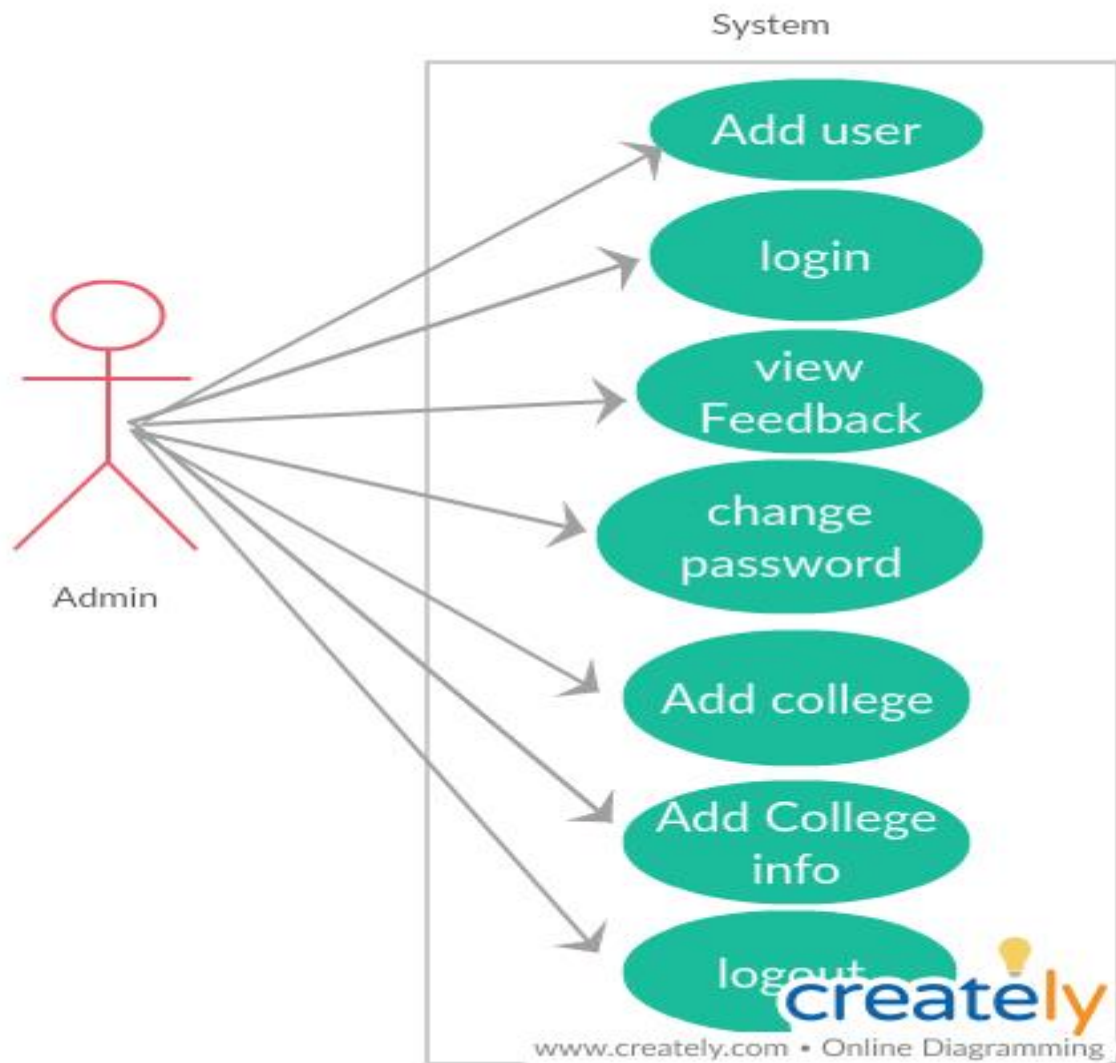 System
Add user
login
view
Feedback
change
password
Admin
Add college
Add College
info
logout
creately
www.creately.com • Online Diagramming